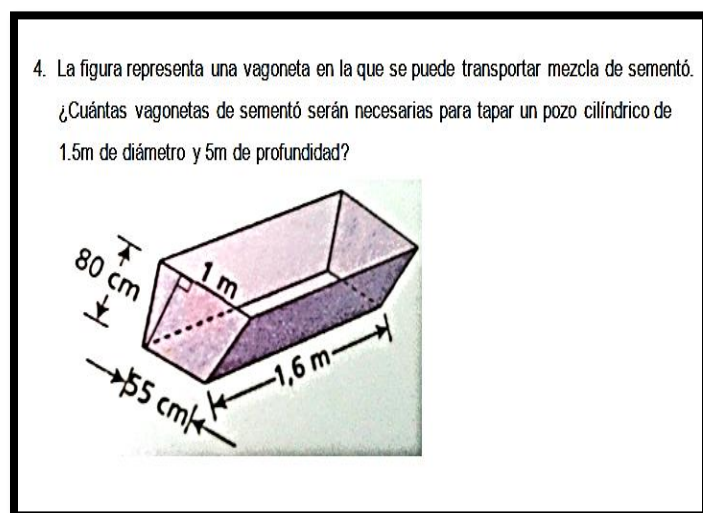 4. La figura representa una vagoneta en la que se puede transportar mezcla de sementó.
¿Cuántas vagonetas de sementó serán necesarias para tapar un pozo cilíndrico de
1.5m de diámetro y 5m de profundidad?
80 cm
1 m
1,6 m
55 cm